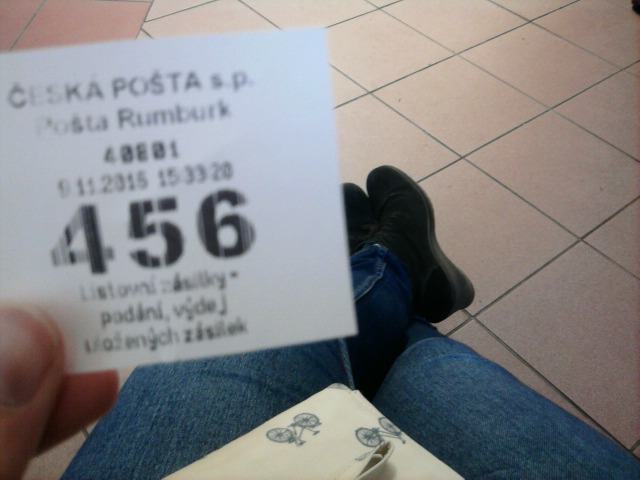 ČESKÁ POŠTA s.p.
Pošta Rumburk
40801
9.11.2015 15:33:20
456
Listovní zásilky -
podání, výdej
uložených zásilek